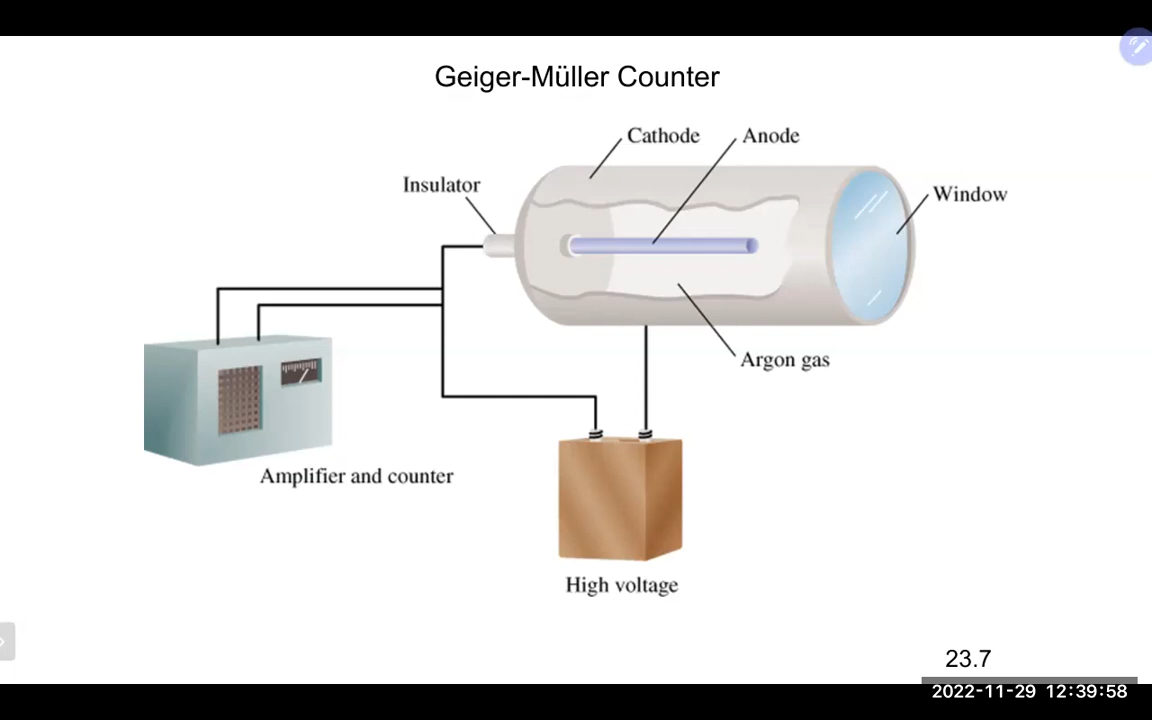 Geiger-Müller Counter
Cathode
Anode
Insulator
Window
Argon gas
Amplifier and counter
High voltage
23.7
2022-11-29 12:39:58